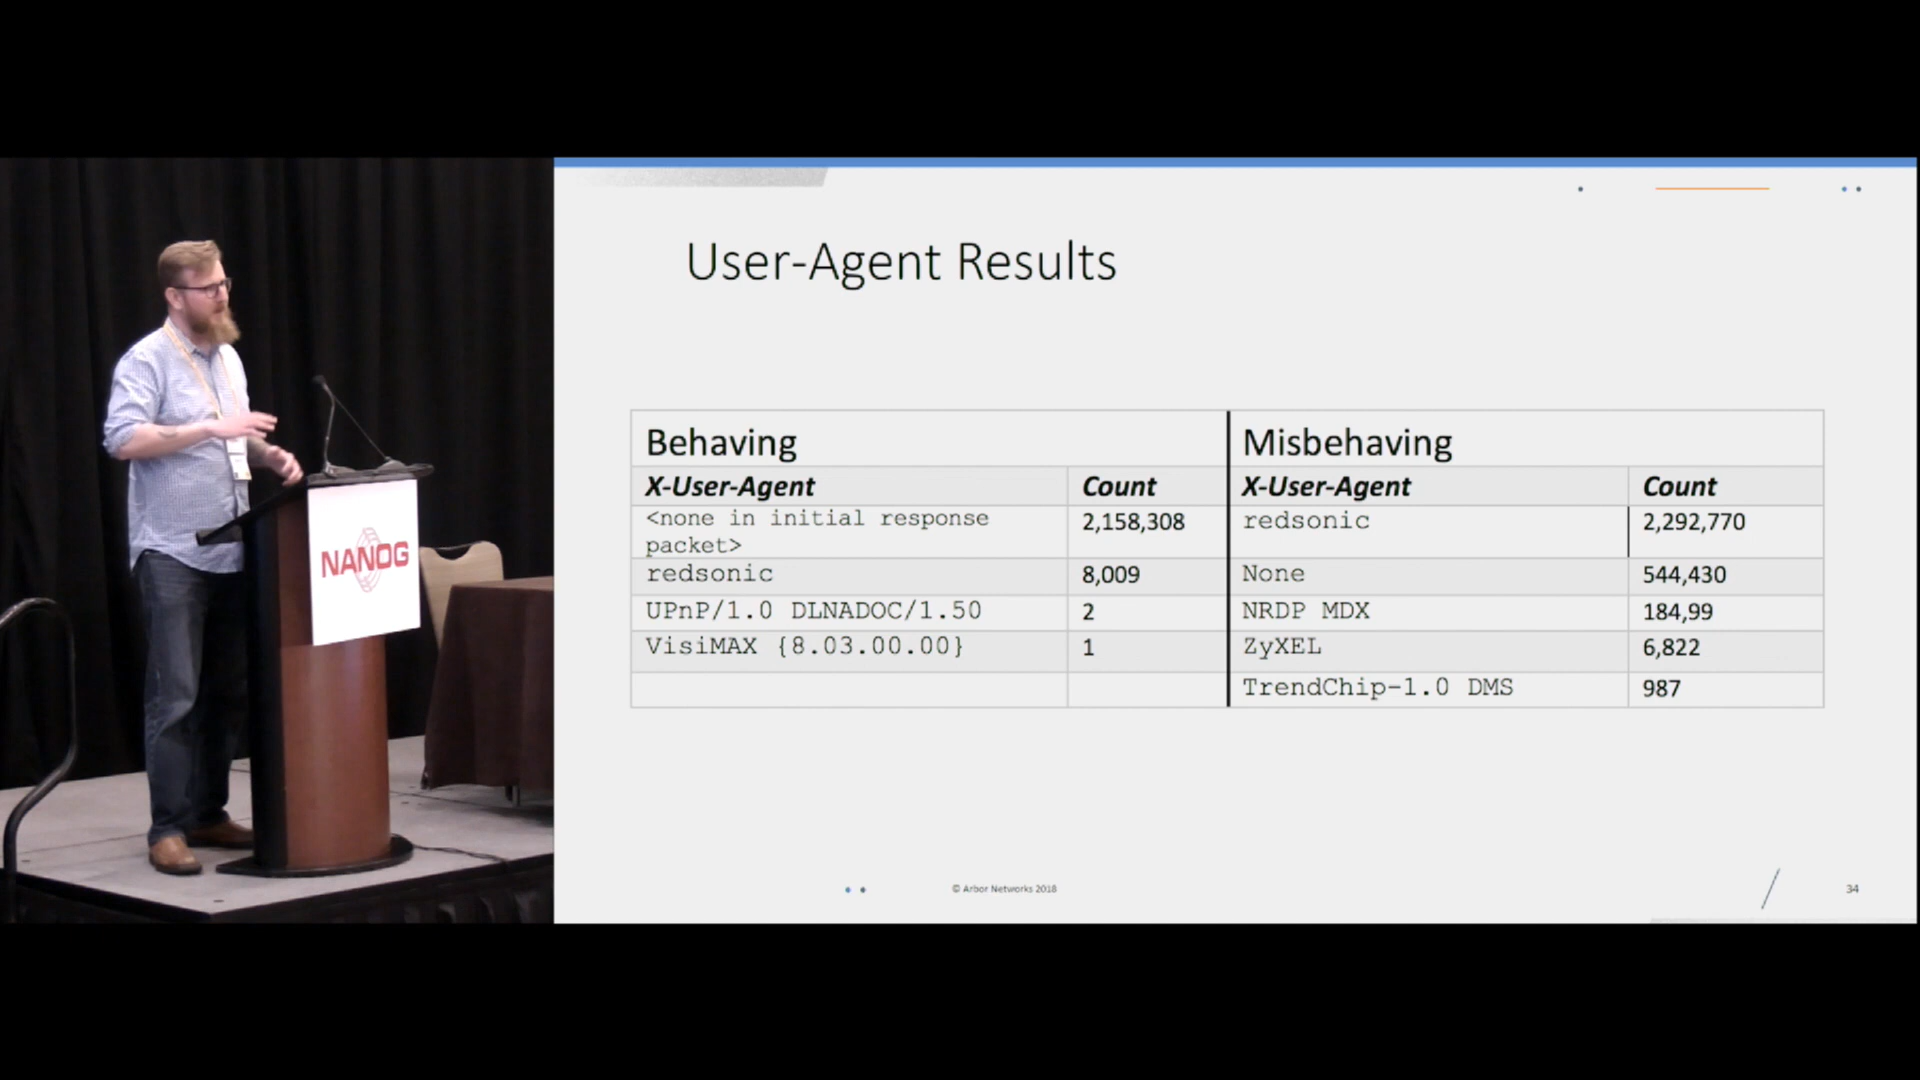 NANOG
User-Agent Results
Behaving Misbehaving
X-User-Agent Count X-User-Agent Count
<none in initial response 2,158,308 redsonic 2,292,770
packet>
redsonic 8,009 None 544,430
UPnP/1.0 DLNADOC/1.50 2 NRDP MDX 184,99
VisiMAX {8.03.00.00} 1 ZyXEL 6,822
TrendChip-1.0 DMS 987
© Arbor Networks 2018 34